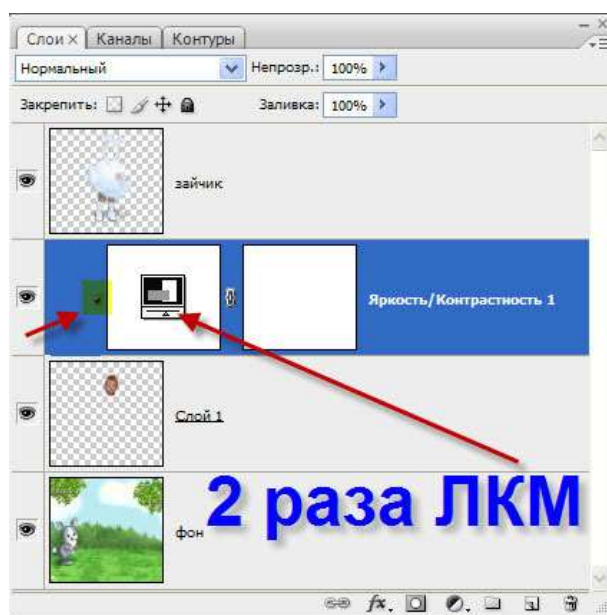 Слои × Каналы Контуры
Нормальный Непрозр.: 100%
Закрепить: Заливка: 100%
зайчик
Яркость/Контрастность 1
Слой 1
2 раза ЛКМ
фон
fx.